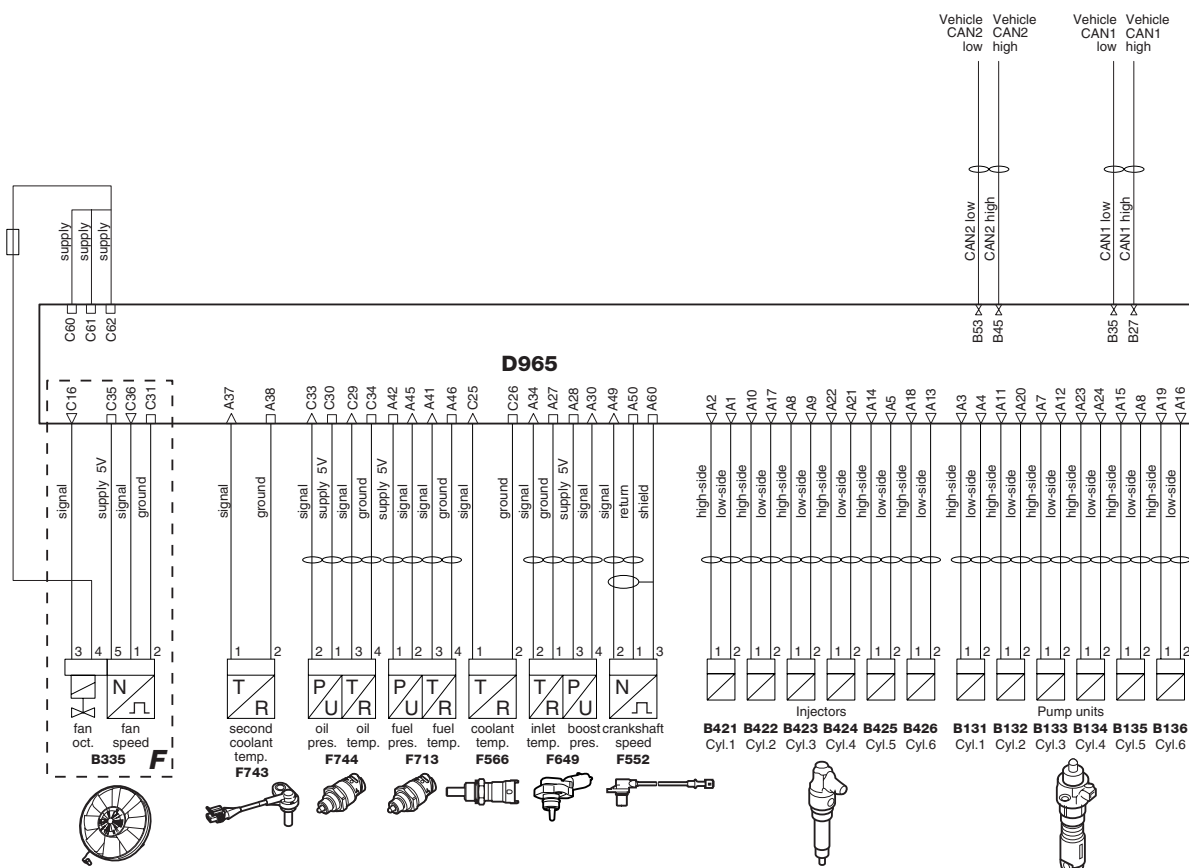 Vehicle CAN2 low
Vehicle CAN2 high
Vehicle CAN1 low
Vehicle CAN1 high
supply
supply
supply
CAN2 low
CAN2 high
CAN1 low
CAN1 high
C60
C61
C62
B53
B45
B35
B27
D965
C16
C35
C36
C31
A37
A38
C33
C30
C29
C34
A42
A45
A41
A46
C25
C26
A34
A27
A28
A30
A49
A50
A60
A2
A1
A10
A17
A8
A9
A22
A21
A14
A5
A18
A13
A3
A4
A11
A20
A7
A12
A23
A24
A15
A8
A19
A16
signal
supply 5V
signal
ground
signal
ground
signal
supply 5V
signal
ground
supply 5V
signal
signal
ground
signal
ground
signal
ground
supply 5V
signal
signal
return
shield
high-side
low-side
high-side
low-side
high-side
low-side
high-side
low-side
high-side
low-side
high-side
low-side
high-side
low-side
high-side
low-side
high-side
low-side
high-side
low-side
high-side
low-side
high-side
low-side
3 4 5 1 2 1 2 2 1 3 4 1 2 3 4 1 2 2 1 3 4 2 1 3 1 2 1 2 1 2 1 2 1 2 1 2 1 2 1 2 1 2 1 2 1 2 1 2
N T R P U T R P U T R T R T R P U N
Injectors
Pump units
fan oct.
fan speed
B335
F
second coolant temp.
F743
oil pres.
oil temp.
F744
fuel pres.
fuel temp.
F713
coolant temp.
F566
inlet temp.
boost pres.
F649
crankshaft speed
F552
B421 B422 B423 B424 B425 B426
Cyl.1 Cyl.2 Cyl.3 Cyl.4 Cyl.5 Cyl.6
B131 B132 B133 B134 B135 B136
Cyl.1 Cyl.2 Cyl.3 Cyl.4 Cyl.5 Cyl.6